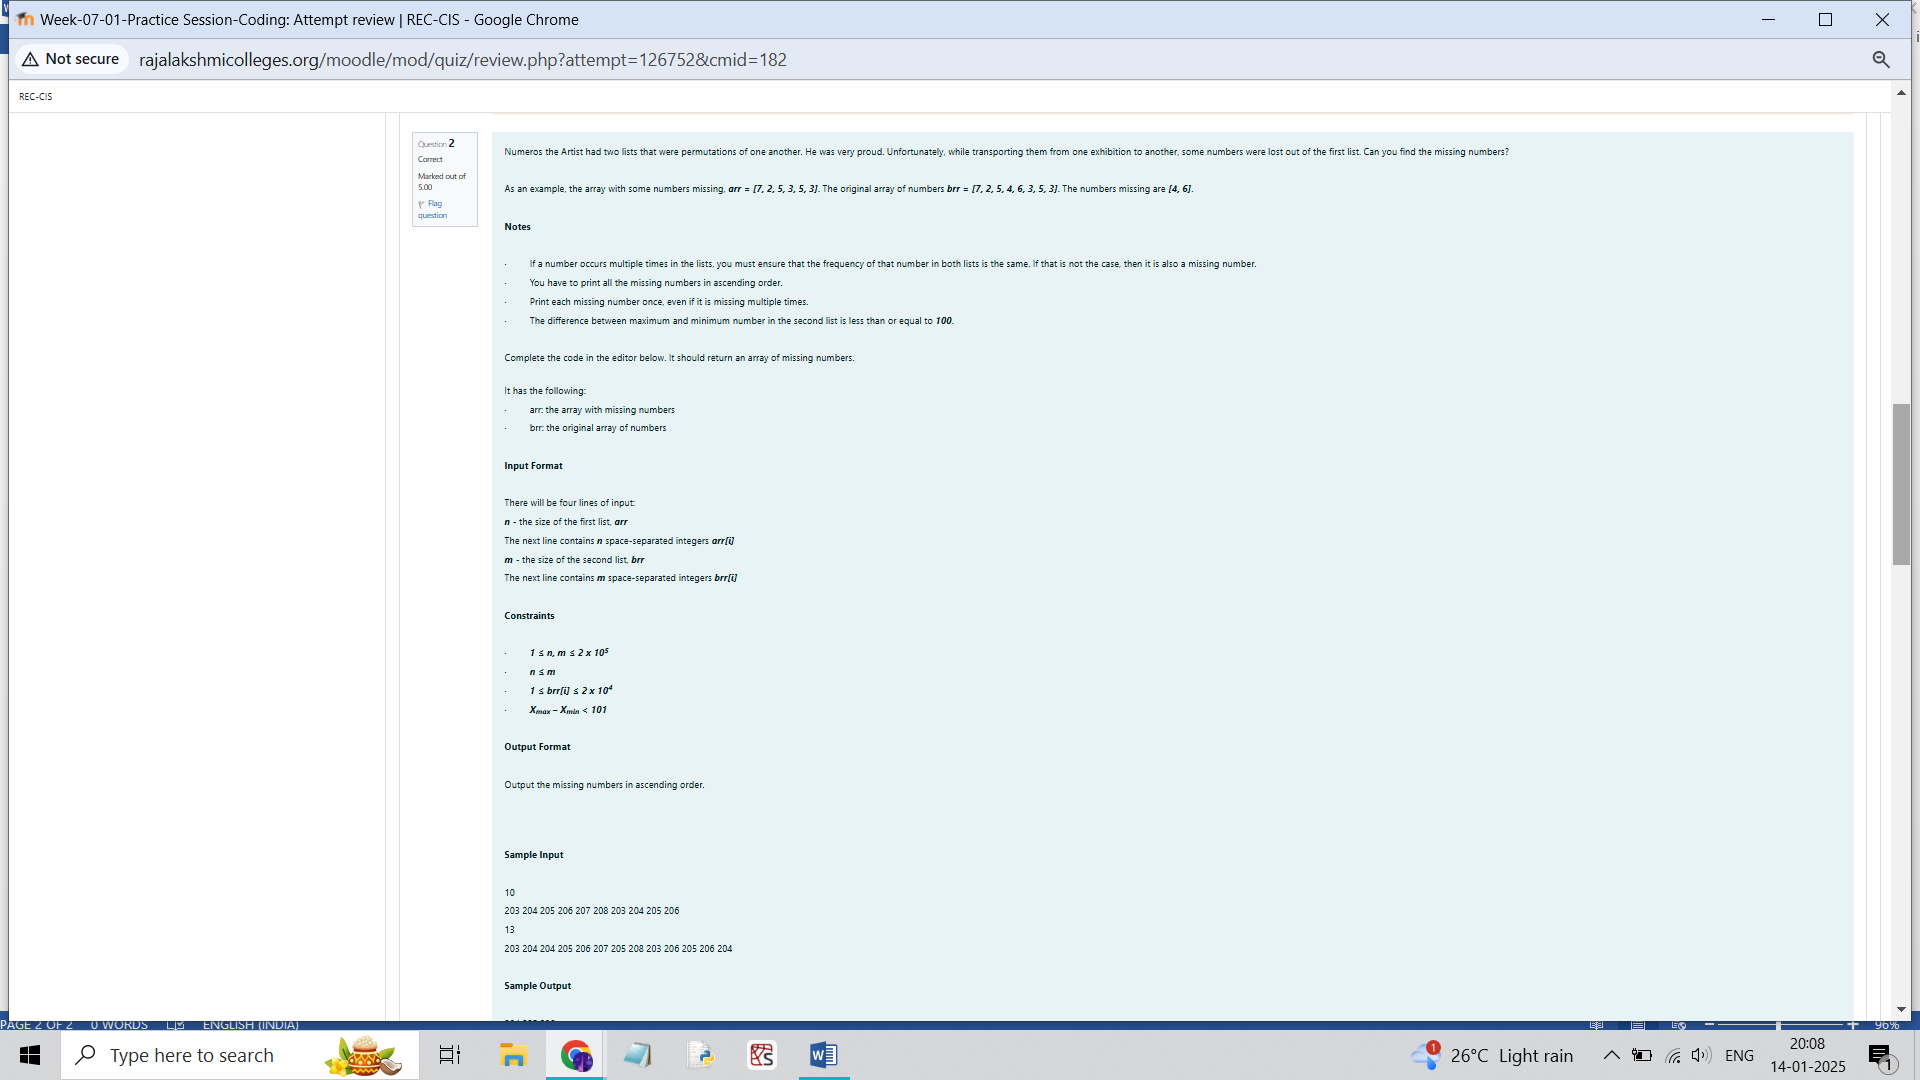 Week-07-01-Practice Session-Coding: Attempt review | REC-CIS - Google Chrome
Not secure
rajalakshmicolleges.org/moodle/mod/quiz/review.php?attempt=126752&cmid=182
REC-CIS
Question 2
Correct
Marked out of
5.00
Flag
question
Numeros the Artist had two lists that were permutations of one another. He was very proud. Unfortunately, while transporting them from one exhibition to another, some numbers were lost out of the first list. Can you find the missing numbers?
As an example, the array with some numbers missing, arr = [7, 2, 5, 3, 5, 3]. The original array of numbers brr = [7, 2, 5, 4, 6, 3, 5, 3]. The numbers missing are [4, 6].
Notes
· If a number occurs multiple times in the lists, you must ensure that the frequency of that number in both lists is the same. If that is not the case, then it is also a missing number.
· You have to print all the missing numbers in ascending order.
· Print each missing number once, even if it is missing multiple times.
· The difference between maximum and minimum number in the second list is less than or equal to 100.
Complete the code in the editor below. It should return an array of missing numbers.
It has the following:
· arr: the array with missing numbers
· brr: the original array of numbers
Input Format
There will be four lines of input:
n - the size of the first list, arr
The next line contains n space-separated integers arr[i]
m - the size of the second list, brr
The next line contains m space-separated integers brr[i]
Constraints
· 1 ≤ n, m ≤ 2 x 10⁵
· n ≤ m
· 1 ≤ brr[i] ≤ 2 x 10⁴
· Xmax – Xmin < 101
Output Format
Output the missing numbers in ascending order.
Sample Input
10
203 204 205 206 207 208 203 204 205 206
13
203 204 204 205 206 207 205 208 203 206 205 206 204
Sample Output
PAGE 2 OF 2 0 WORDS ENGLISH (INDIA) 96%
Type here to search
1
26°C Light rain
ENG
20:08
14-01-2025
1